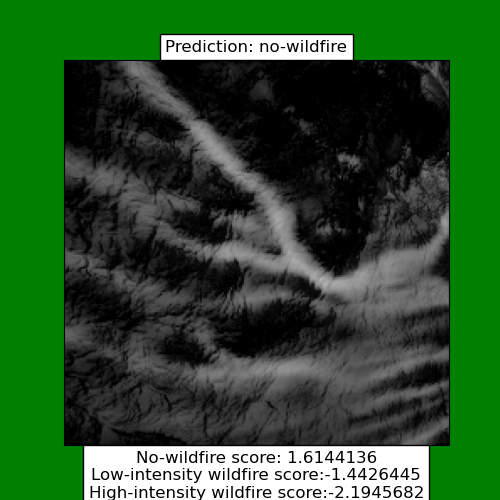 Prediction: no-wildfire
No-wildfire score: 1.6144136
Low-intensity wildfire score:-1.4426445
High-intensity wildfire score:-2.1945682